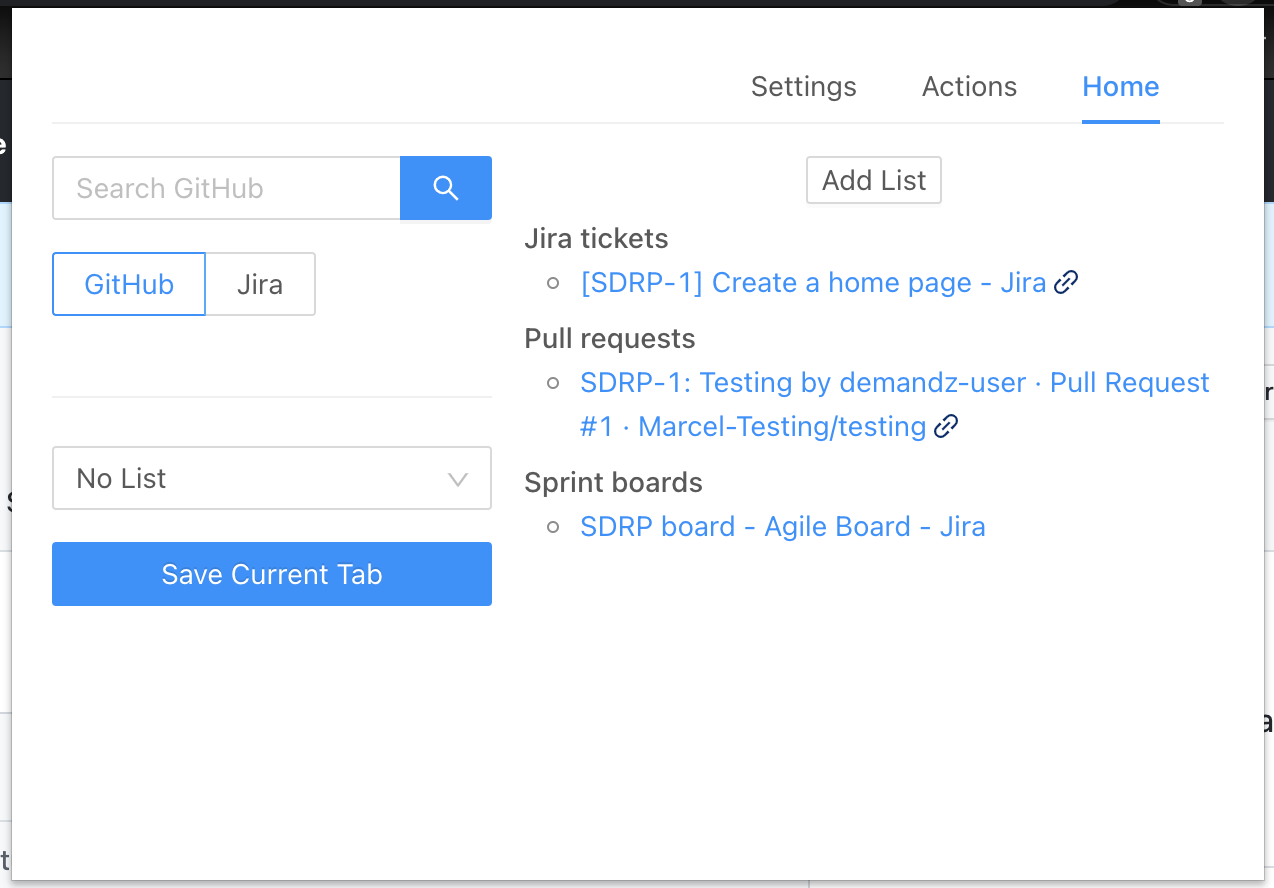 Settings
Actions
Home
Search GitHub
GitHub
Jira
No List
Save Current Tab
Add List
Jira tickets
[SDRP-1] Create a home page - Jira
Pull requests
SDRP-1: Testing by demandz-user · Pull Request
#1 · Marcel-Testing/testing
Sprint boards
SDRP board - Agile Board - Jira